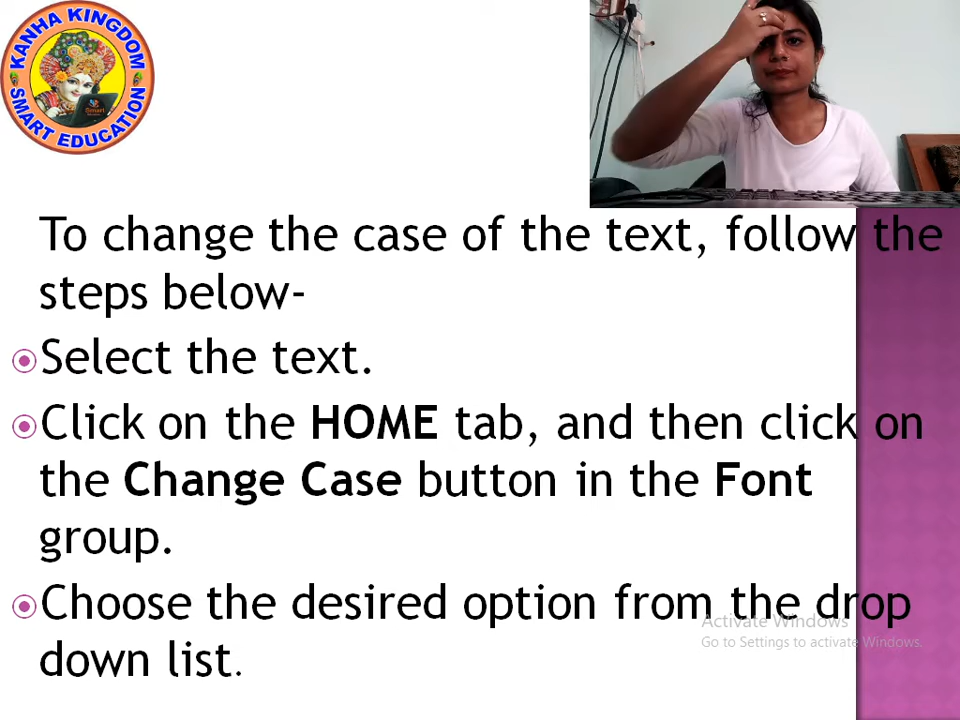 KANHA KINGDOM
SMART EDUCATION
To change the case of the text, follow the
steps below-
Select the text.
Click on the HOME tab, and then click on
the Change Case button in the Font
group.
Choose the desired option from the drop
down list.
Activate Windows
Go to Settings to activate Windows.